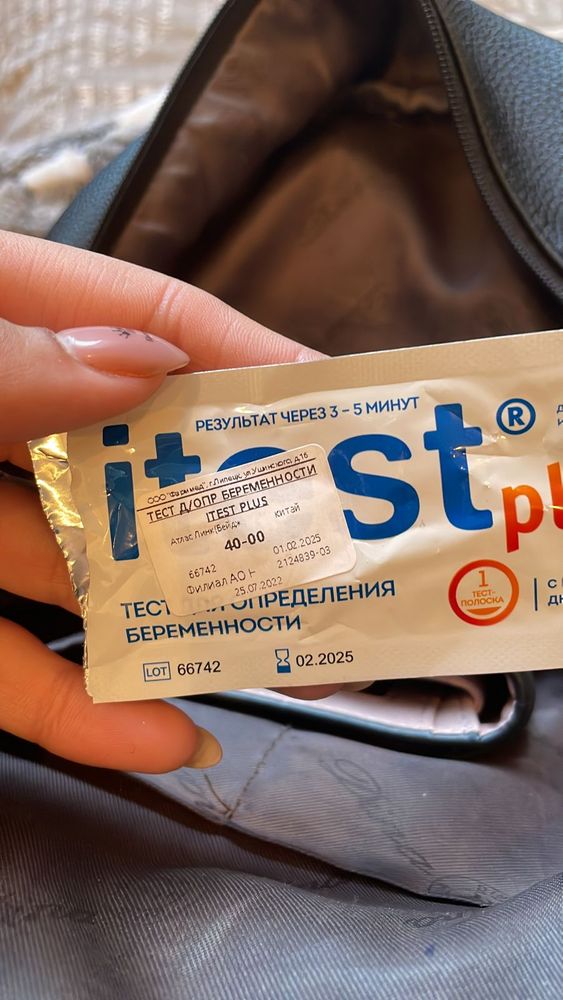 РЕЗУЛЬТАТ ЧЕРЕЗ 3 – 5 МИНУТ
itest® pl
ООО "Фармед", г.Липецк, ул.Ушинского, д.16
ТЕСТ Д/ОПР БЕРЕМЕННОСТИ
ITEST PLUS
Атлас Линк(Бейдж китай
40-00
66742 01.02.2025
Филиал АО 2124839-03
25.07.2022
ТЕСТ ОПРЕДЕЛЕНИЯ
БЕРЕМЕННОСТИ
1
ТЕСТ-
ПОЛОСКА
LOT 66742
02.2025